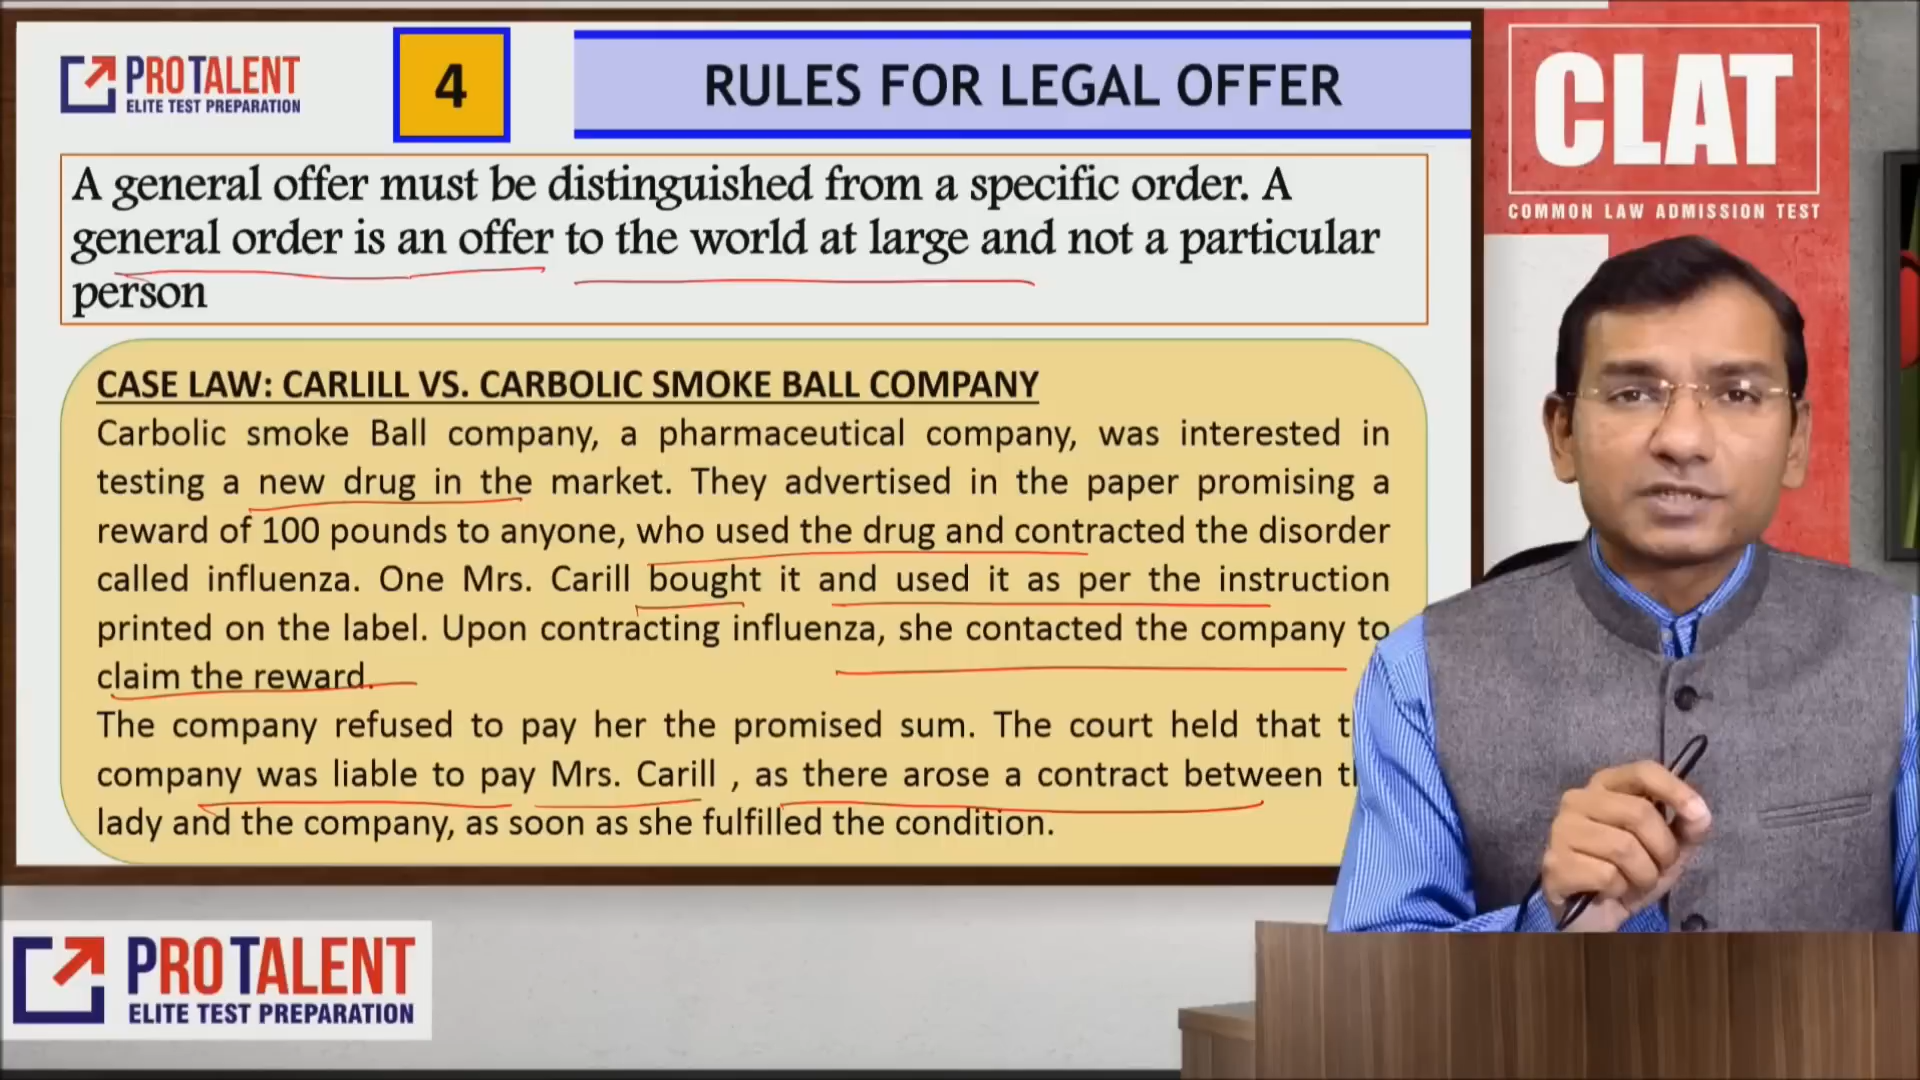 PROTALENT
ELITE TEST PREPARATION
4
RULES FOR LEGAL OFFER
CLAT
COMMON LAW ADMISSION TEST
A general offer must be distinguished from a specific order. A
general order is an offer to the world at large and not a particular
person
CASE LAW: CARLILL VS. CARBOLIC SMOKE BALL COMPANY
Carbolic smoke Ball company, a pharmaceutical company, was interested in
testing a new drug in the market. They advertised in the paper promising a
reward of 100 pounds to anyone, who used the drug and contracted the disorder
called influenza. One Mrs. Carill bought it and used it as per the instruction
printed on the label. Upon contracting influenza, she contacted the company to
claim the reward.
The company refused to pay her the promised sum. The court held that
company was liable to pay Mrs. Carill , as there arose a contract between
lady and the company, as soon as she fulfilled the condition.
PROTALENT
ELITE TEST PREPARATION